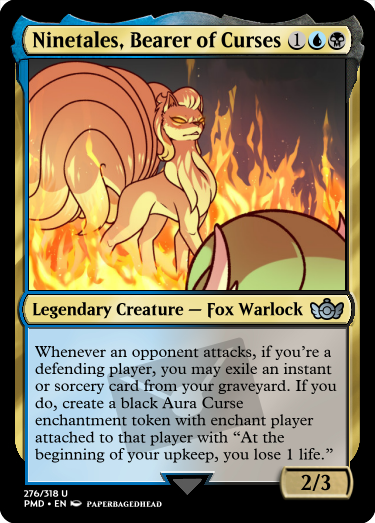 Ninetales, Bearer of Curses 1
Legendary Creature — Fox Warlock
Whenever an opponent attacks, if you’re a
defending player, you may exile an instant
or sorcery card from your graveyard. If you
do, create a black Aura Curse
enchantment token with enchant player
attached to that player with “At the
beginning of your upkeep, you lose 1 life.”
2/3
276/318 U
PMD • EN PAPERBAGEDHEAD